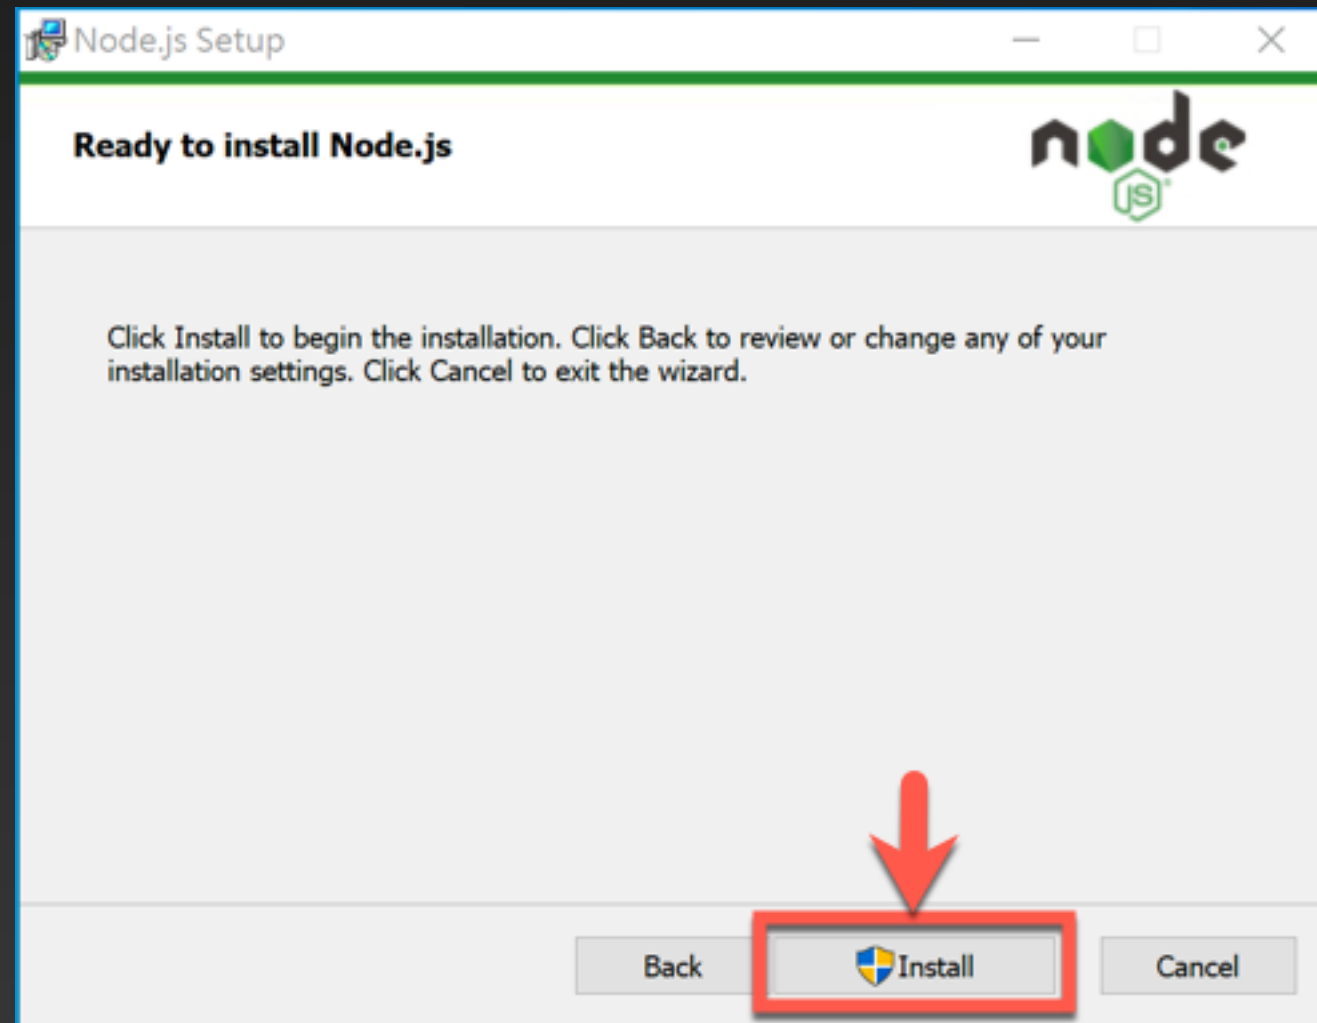 Node.js Setup
Ready to install Node.js
node
JS
Click Install to begin the installation. Click Back to review or change any of your
installation settings. Click Cancel to exit the wizard.
Back
Install
Cancel